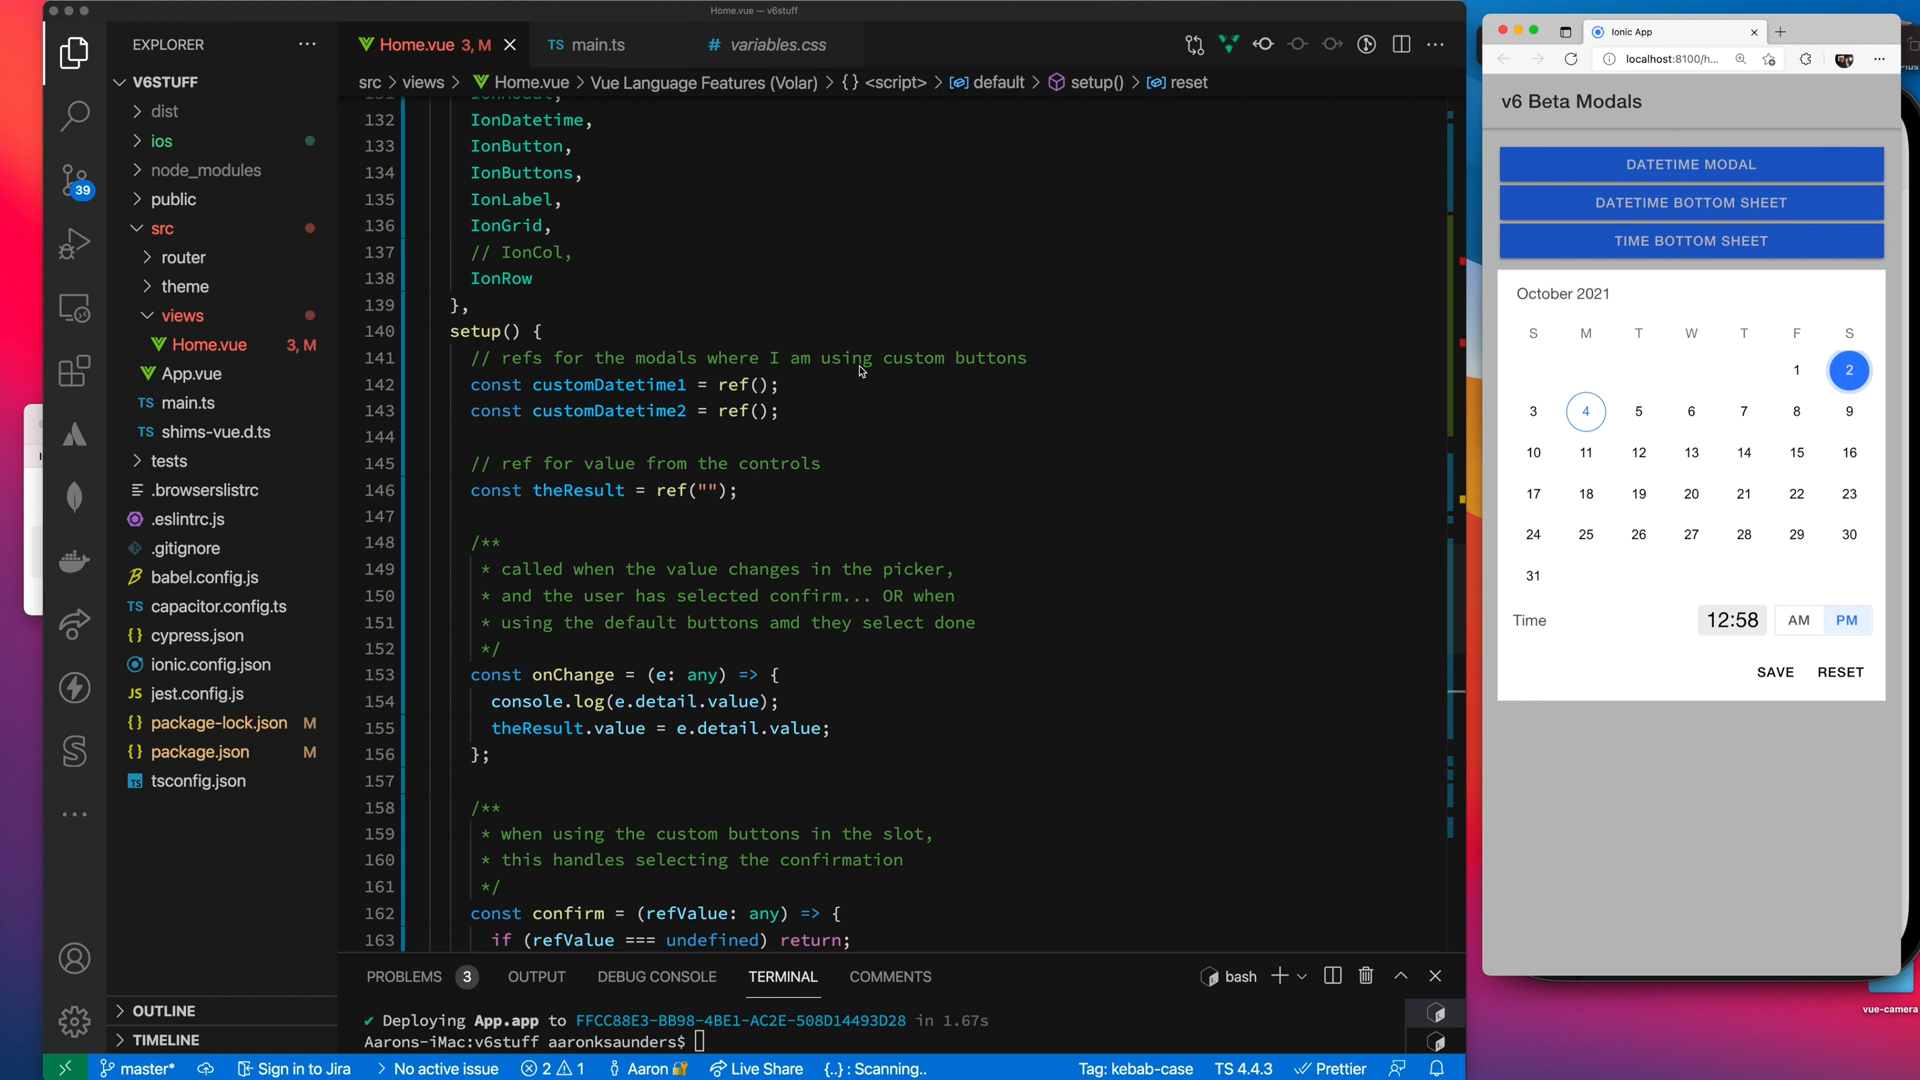 Home.vue — v6stuff
EXPLORER
Home.vue 3, M
TS main.ts
# variables.css
V6STUFF
src > views > Home.vue > Vue Language Features (Volar) > {} <script> > default > setup() > reset
dist
ios
node_modules
public
src
router
theme
views
Home.vue 3, M
App.vue
TS main.ts
TS shims-vue.d.ts
tests
.browserslistrc
.eslintrc.js
.gitignore
babel.config.js
TS capacitor.config.ts
{} cypress.json
ionic.config.json
JS jest.config.js
{} package-lock.json M
{} package.json M
TS tsconfig.json
OUTLINE
TIMELINE
39
132 IonDatetime,
133 IonButton,
134 IonButtons,
135 IonLabel,
136 IonGrid,
137 // IonCol,
138 IonRow
139 },
140 setup() {
141 // refs for the modals where I am using custom buttons
142 const customDatetime1 = ref();
143 const customDatetime2 = ref();
144
145 // ref for value from the controls
146 const theResult = ref("");
147
148 /**
149 * called when the value changes in the picker,
150 * and the user has selected confirm... OR when
151 * using the default buttons amd they select done
152 */
153 const onChange = (e: any) => {
154 console.log(e.detail.value);
155 theResult.value = e.detail.value;
156 };
157
158 /**
159 * when using the custom buttons in the slot,
160 * this handles selecting the confirmation
161 */
162 const confirm = (refValue: any) => {
163 if (refValue === undefined) return;
PROBLEMS 3 OUTPUT DEBUG CONSOLE TERMINAL COMMENTS
bash
✔ Deploying App.app to FFCC88E3-BB98-4BE1-AC2E-508D14493D28 in 1.67s
Aarons-iMac:v6stuff aaronksaunders$
master* Sign in to Jira > No active issue 2 1 Aaron Live Share {..} : Scanning.. Tag: kebab-case TS 4.4.3 Prettier
Ionic App
localhost:8100/h...
v6 Beta Modals
DATETIME MODAL
DATETIME BOTTOM SHEET
TIME BOTTOM SHEET
October 2021
S M T W T F S
1 2
3 4 5 6 7 8 9
10 11 12 13 14 15 16
17 18 19 20 21 22 23
24 25 26 27 28 29 30
31
Time 12:58 AM PM
SAVE RESET
vue-camera